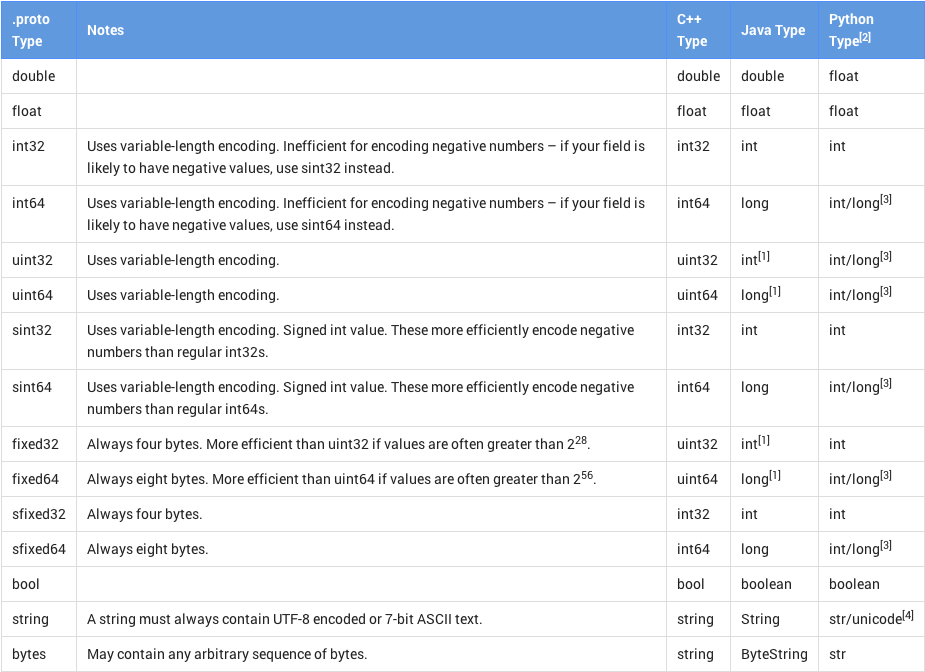 .proto Type Notes C++ Type Java Type Python Type[2]
double double double float
float float float float
int32 Uses variable-length encoding. Inefficient for encoding negative numbers – if your field is int32 int int
likely to have negative values, use sint32 instead.
int64 Uses variable-length encoding. Inefficient for encoding negative numbers – if your field is int64 long int/long[3]
likely to have negative values, use sint64 instead.
uint32 Uses variable-length encoding. uint32 int[1] int/long[3]
uint64 Uses variable-length encoding. uint64 long[1] int/long[3]
sint32 Uses variable-length encoding. Signed int value. These more efficiently encode negative int32 int int
numbers than regular int32s.
sint64 Uses variable-length encoding. Signed int value. These more efficiently encode negative int64 long int/long[3]
numbers than regular int64s.
fixed32 Always four bytes. More efficient than uint32 if values are often greater than 2^28. uint32 int[1] int
fixed64 Always eight bytes. More efficient than uint64 if values are often greater than 2^56. uint64 long[1] int/long[3]
sfixed32 Always four bytes. int32 int int
sfixed64 Always eight bytes. int64 long int/long[3]
bool bool boolean boolean
string A string must always contain UTF-8 encoded or 7-bit ASCII text. string String str/unicode[4]
bytes May contain any arbitrary sequence of bytes. string ByteString str